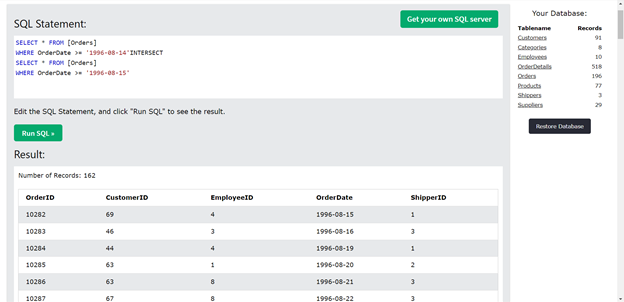 SQL Statement:
Get your own SQL server
SELECT * FROM [Orders]
WHERE OrderDate >= '1996-08-14'INTERSECT
SELECT * FROM [Orders]
WHERE OrderDate >= '1996-08-15'
Edit the SQL Statement, and click "Run SQL" to see the result.
Run SQL »
Result:
Number of Records: 162
OrderID CustomerID EmployeeID OrderDate ShipperID
10282 69 4 1996-08-15 1
10283 46 3 1996-08-16 3
10284 44 4 1996-08-19 1
10285 63 1 1996-08-20 2
10286 63 8 1996-08-21 3
10287 67 8 1996-08-22 3
Your Database:
Tablename Records
Customers 91
Categories 8
Employees 10
OrderDetails 518
Orders 196
Products 77
Shippers 3
Suppliers 29
Restore Database